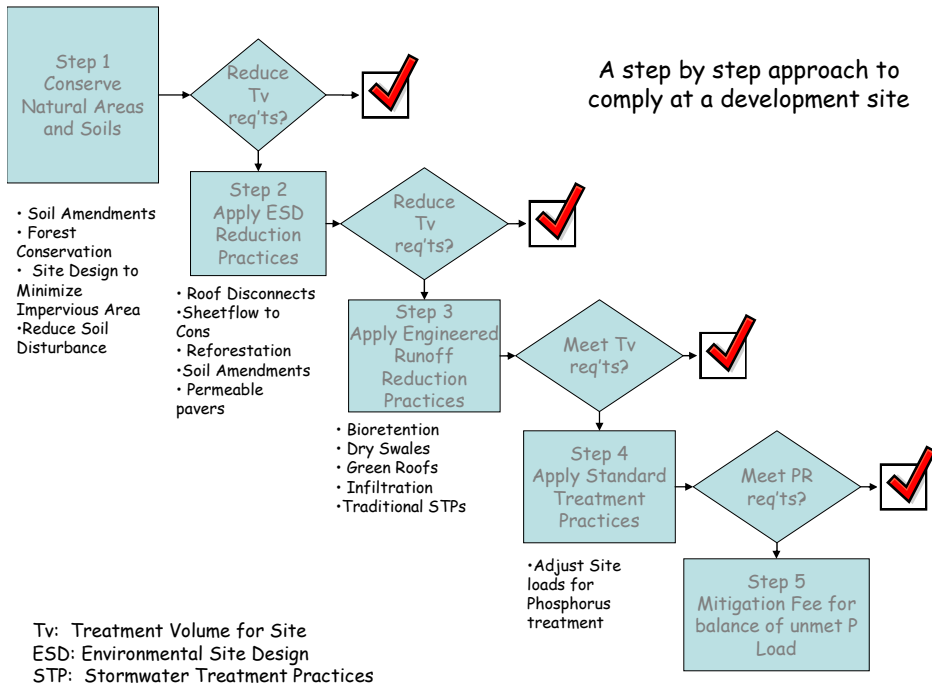 A step by step approach to
comply at a development site
Step 1
Conserve
Natural Areas
and Soils
Reduce
Tv
req'ts?
• Soil Amendments
• Forest
Conservation
• Site Design to
Minimize
Impervious Area
•Reduce Soil
Disturbance
Step 2
Apply ESD
Reduction
Practices
Reduce
Tv
req'ts?
• Roof Disconnects
•Sheetflow to
Cons
• Reforestation
•Soil Amendments
• Permeable
pavers
Step 3
Apply Engineered
Runoff
Reduction
Practices
Meet Tv
req'ts?
• Bioretention
• Dry Swales
• Green Roofs
• Infiltration
•Traditional STPs
Step 4
Apply Standard
Treatment
Practices
Meet PR
req'ts?
•Adjust Site
loads for
Phosphorus
treatment
Step 5
Mitigation Fee for
balance of unmet P
Load
Tv: Treatment Volume for Site
ESD: Environmental Site Design
STP: Stormwater Treatment Practices